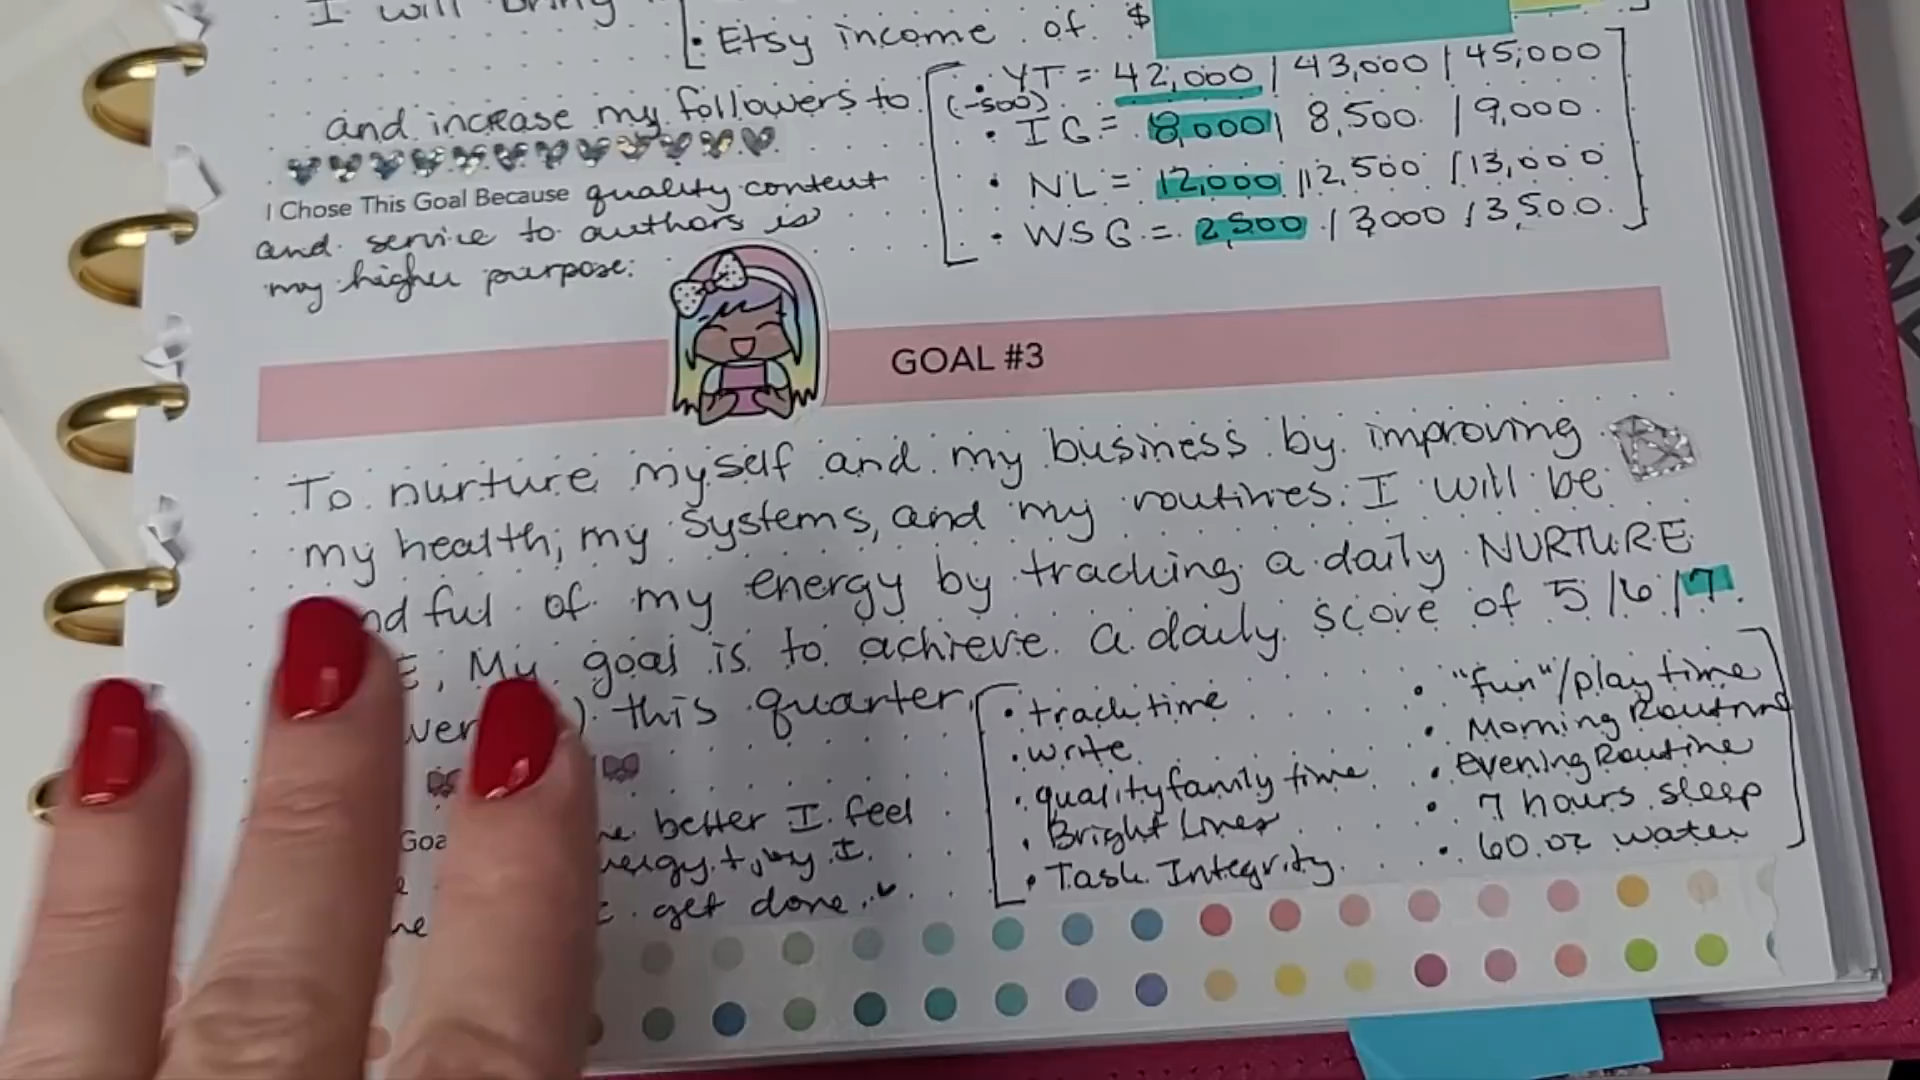 I will bring
• Etsy income of $
and increase my followers to
• YT = 42,000 / 43,000 / 45,000
(-500)
• IG = 8,000 / 8,500 / 9,000
• NL = 12,000 / 12,500 / 13,000
• WSG = 2,500 / 3000 / 3,500
I Chose This Goal Because quality content
and service to authors is
my higher purpose.
GOAL #3
To nurture myself and my business by improving
my health, my systems, and my routines. I will be
ndful of my energy by tracking a daily NURTURE
E. My goal is to achieve a daily score of 5/6/7
this quarter.
• track time
• write
• quality family time
• Bright Lines
• Task Integrity
• "fun"/play time
• Morning Routine
• Evening Routine
• 7 hours sleep
• 60 oz water
Goa
better I feel
get done.